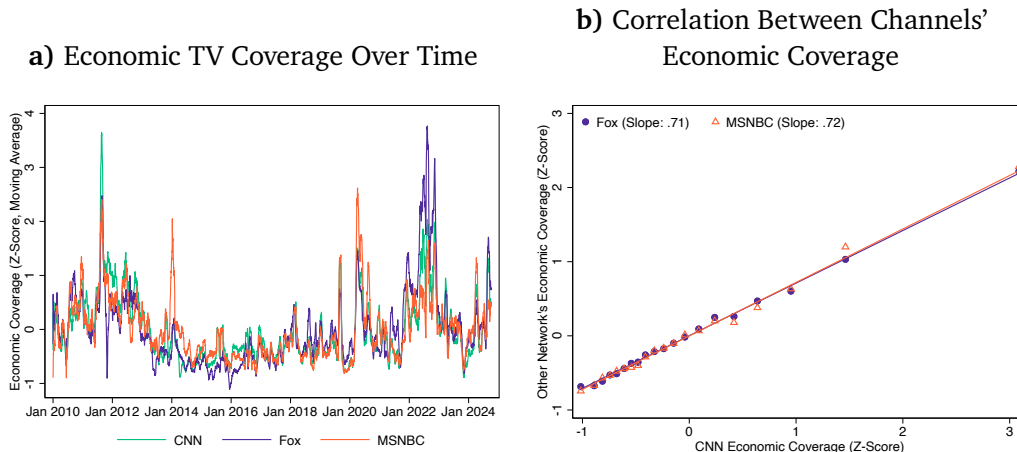 a) Economic TV Coverage Over Time
Economic Coverage (Z-Score, Moving Average)
4
3
2
1
0
-1
Jan 2010 Jan 2012 Jan 2014 Jan 2016 Jan 2018 Jan 2020 Jan 2022 Jan 2024
CNN Fox MSNBC
b) Correlation Between Channels’
Economic Coverage
Fox (Slope: .71) MSNBC (Slope: .72)
Other Network's Economic Coverage (Z-Score)
3
2
1
0
-1
-1 0 1 2 3
CNN Economic Coverage (Z-Score)